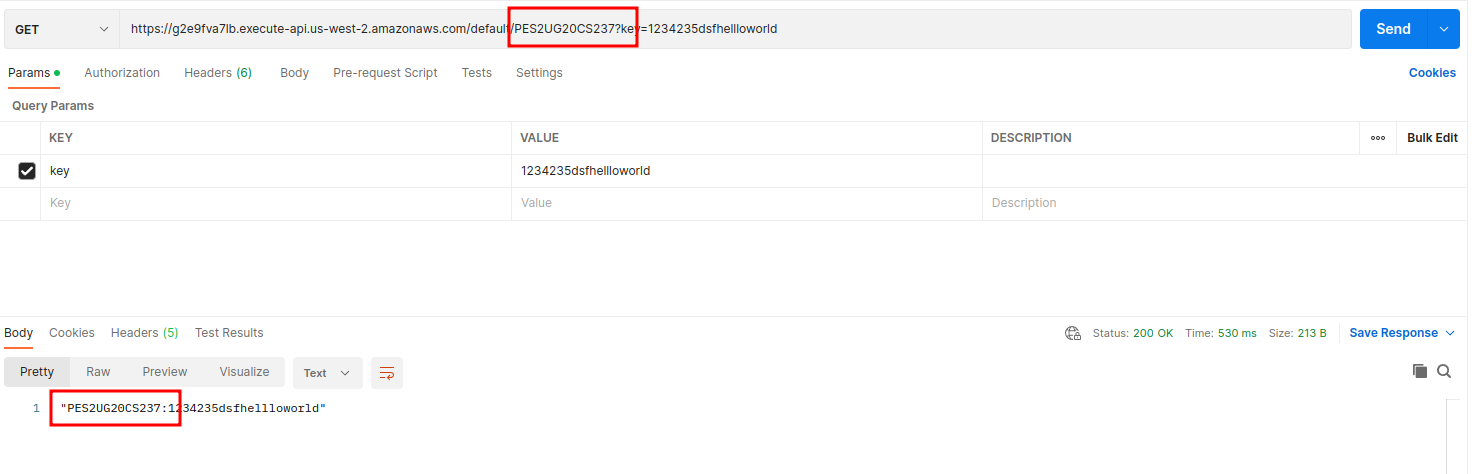 GET https://g2e9fva7lb.execute-api.us-west-2.amazonaws.com/default/PES2UG20CS237?key=1234235dsfhellloworld Send
Params Authorization Headers (6) Body Pre-request Script Tests Settings Cookies
Query Params
KEY VALUE DESCRIPTION ooo Bulk Edit
key 1234235dsfhellloworld
Key Value Description
Body Cookies Headers (5) Test Results Status: 200 OK Time: 530 ms Size: 213 B Save Response
Pretty Raw Preview Visualize Text
1 "PES2UG20CS237:1234235dsfhellloworld"